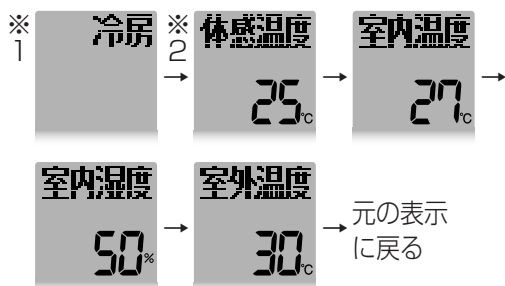 ※1
冷房
→
※2
体感温度
25℃
→
室内温度
27℃
→
室内湿度
50%
→
室外温度
30℃
→
元の表示
に戻る